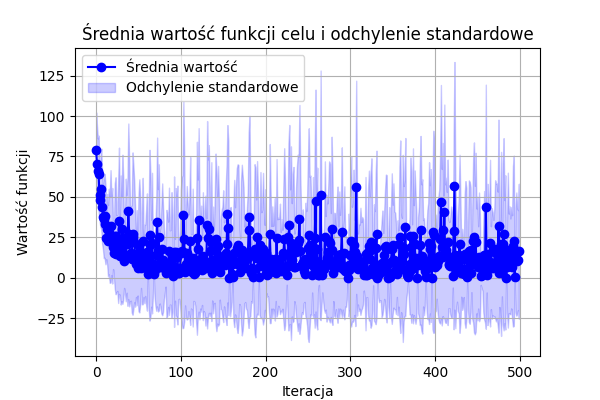 Średnia wartość funkcji celu i odchylenie standardowe
Średnia wartość
Odchylenie standardowe
Wartość funkcji
125
100
75
50
25
0
−25
0 100 200 300 400 500
Iteracja